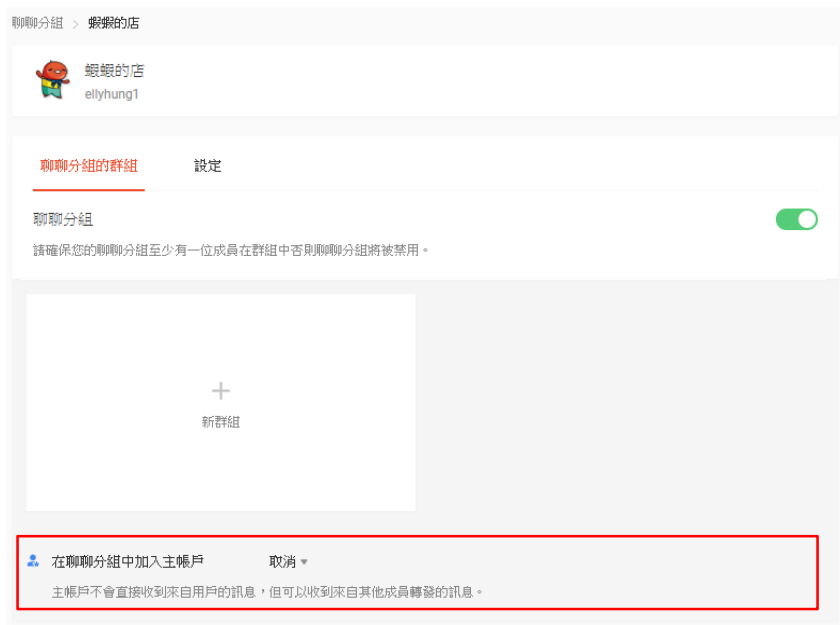 聊聊分組 > 蝦蝦的店
蝦蝦的店
ellyhung1
聊聊分組的群組 設定
聊聊分組
請確保您的聊聊分組至少有一位成員在群組中否則聊聊分組將被禁用。
新群組
在聊聊分組中加入主帳戶 取消
主帳戶不會直接收到來自用戶的訊息，但可以收到來自其他成員轉發的訊息。